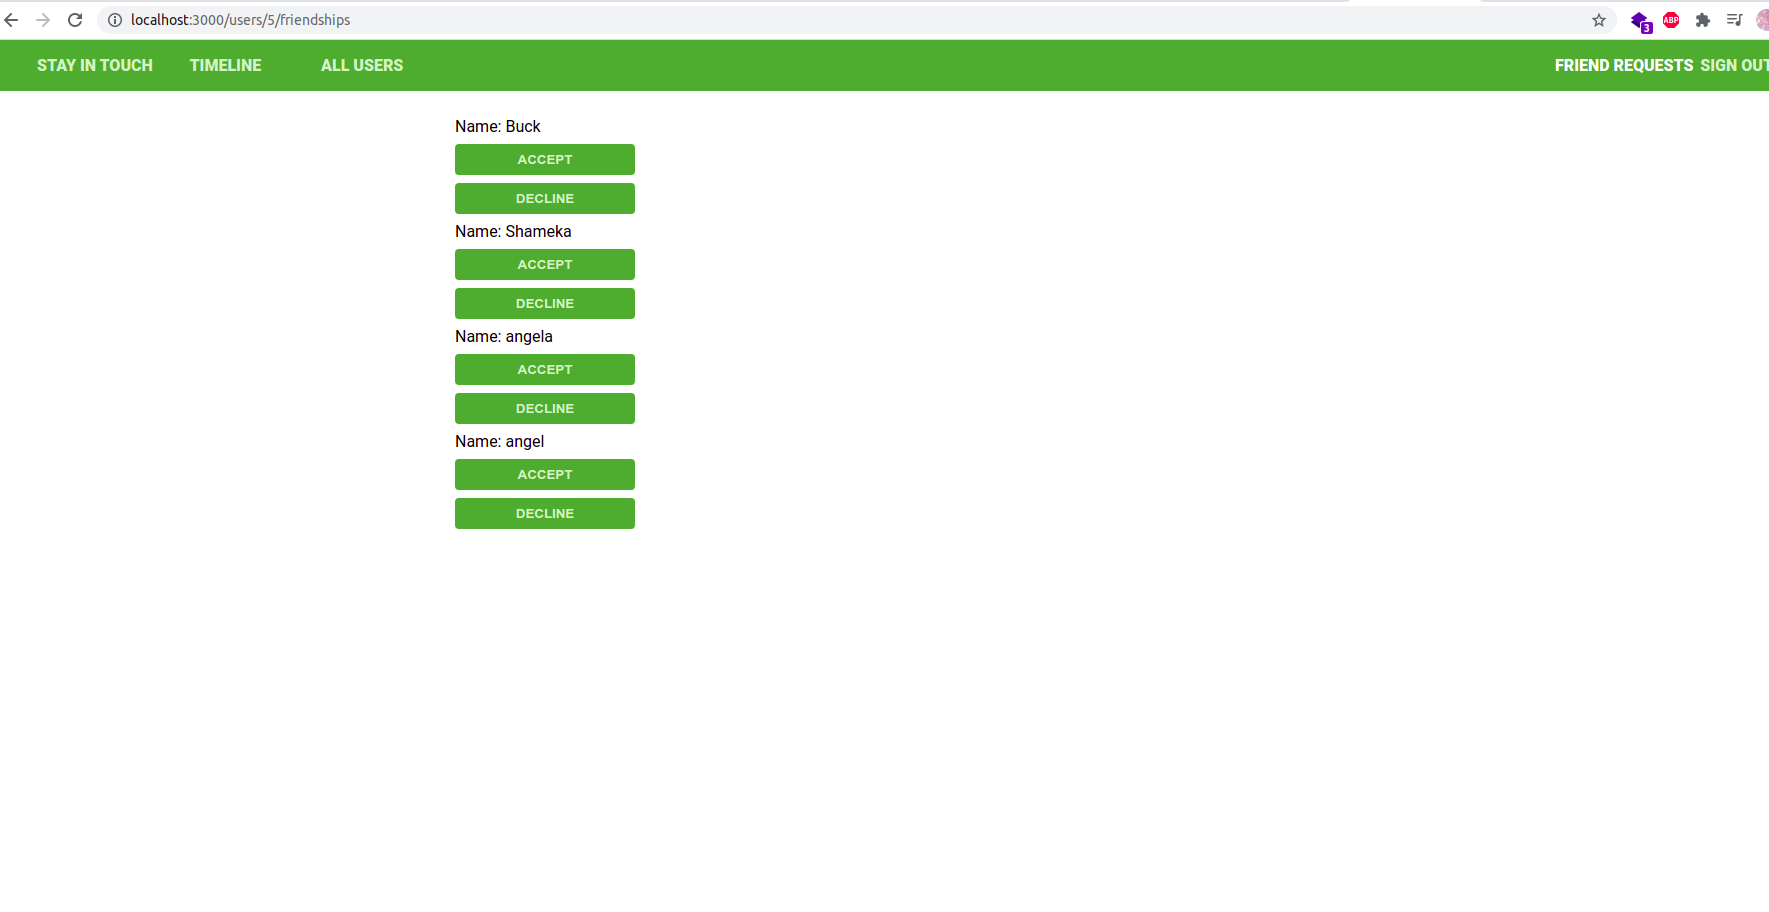 localhost:3000/users/5/friendships
3
ABP
STAY IN TOUCH TIMELINE ALL USERS FRIEND REQUESTS SIGN OUT
Name: Buck
ACCEPT
DECLINE
Name: Shameka
ACCEPT
DECLINE
Name: angela
ACCEPT
DECLINE
Name: angel
ACCEPT
DECLINE